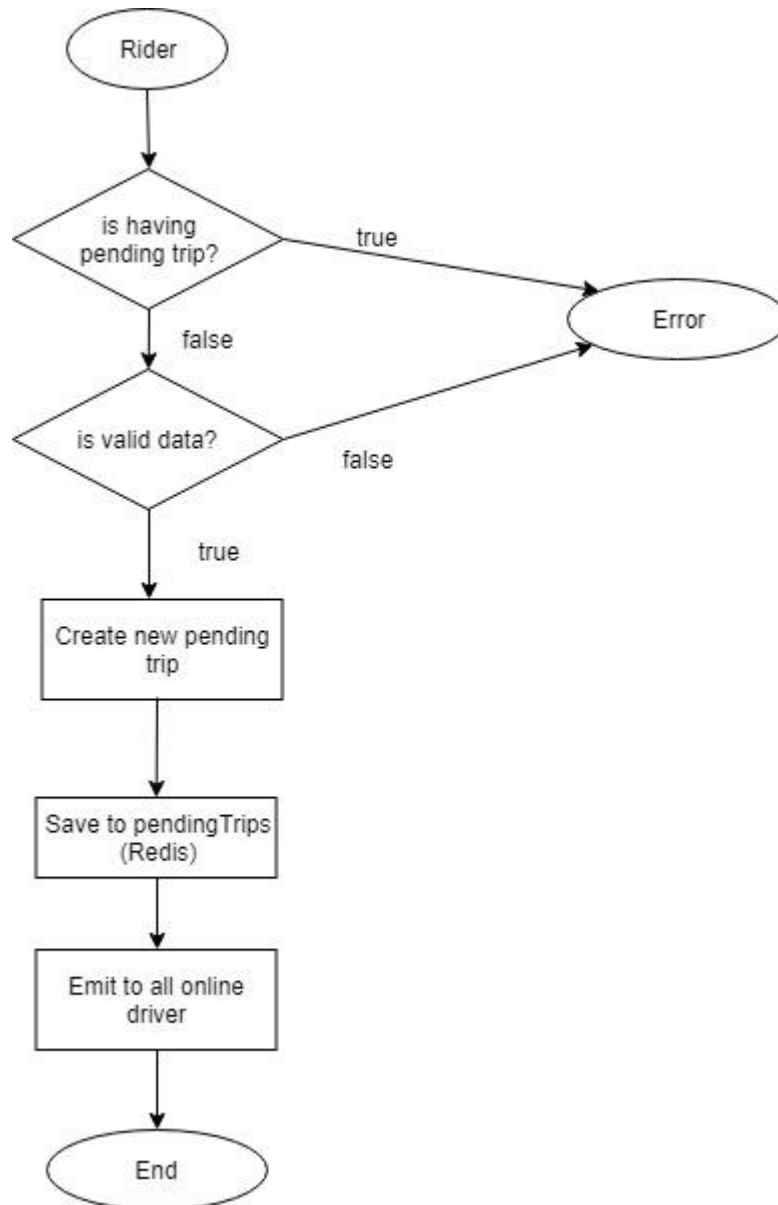 Rider
is having
pending trip?
true
Error
false
is valid data?
false
true
Create new pending
trip
Save to pendingTrips
(Redis)
Emit to all online
driver
End